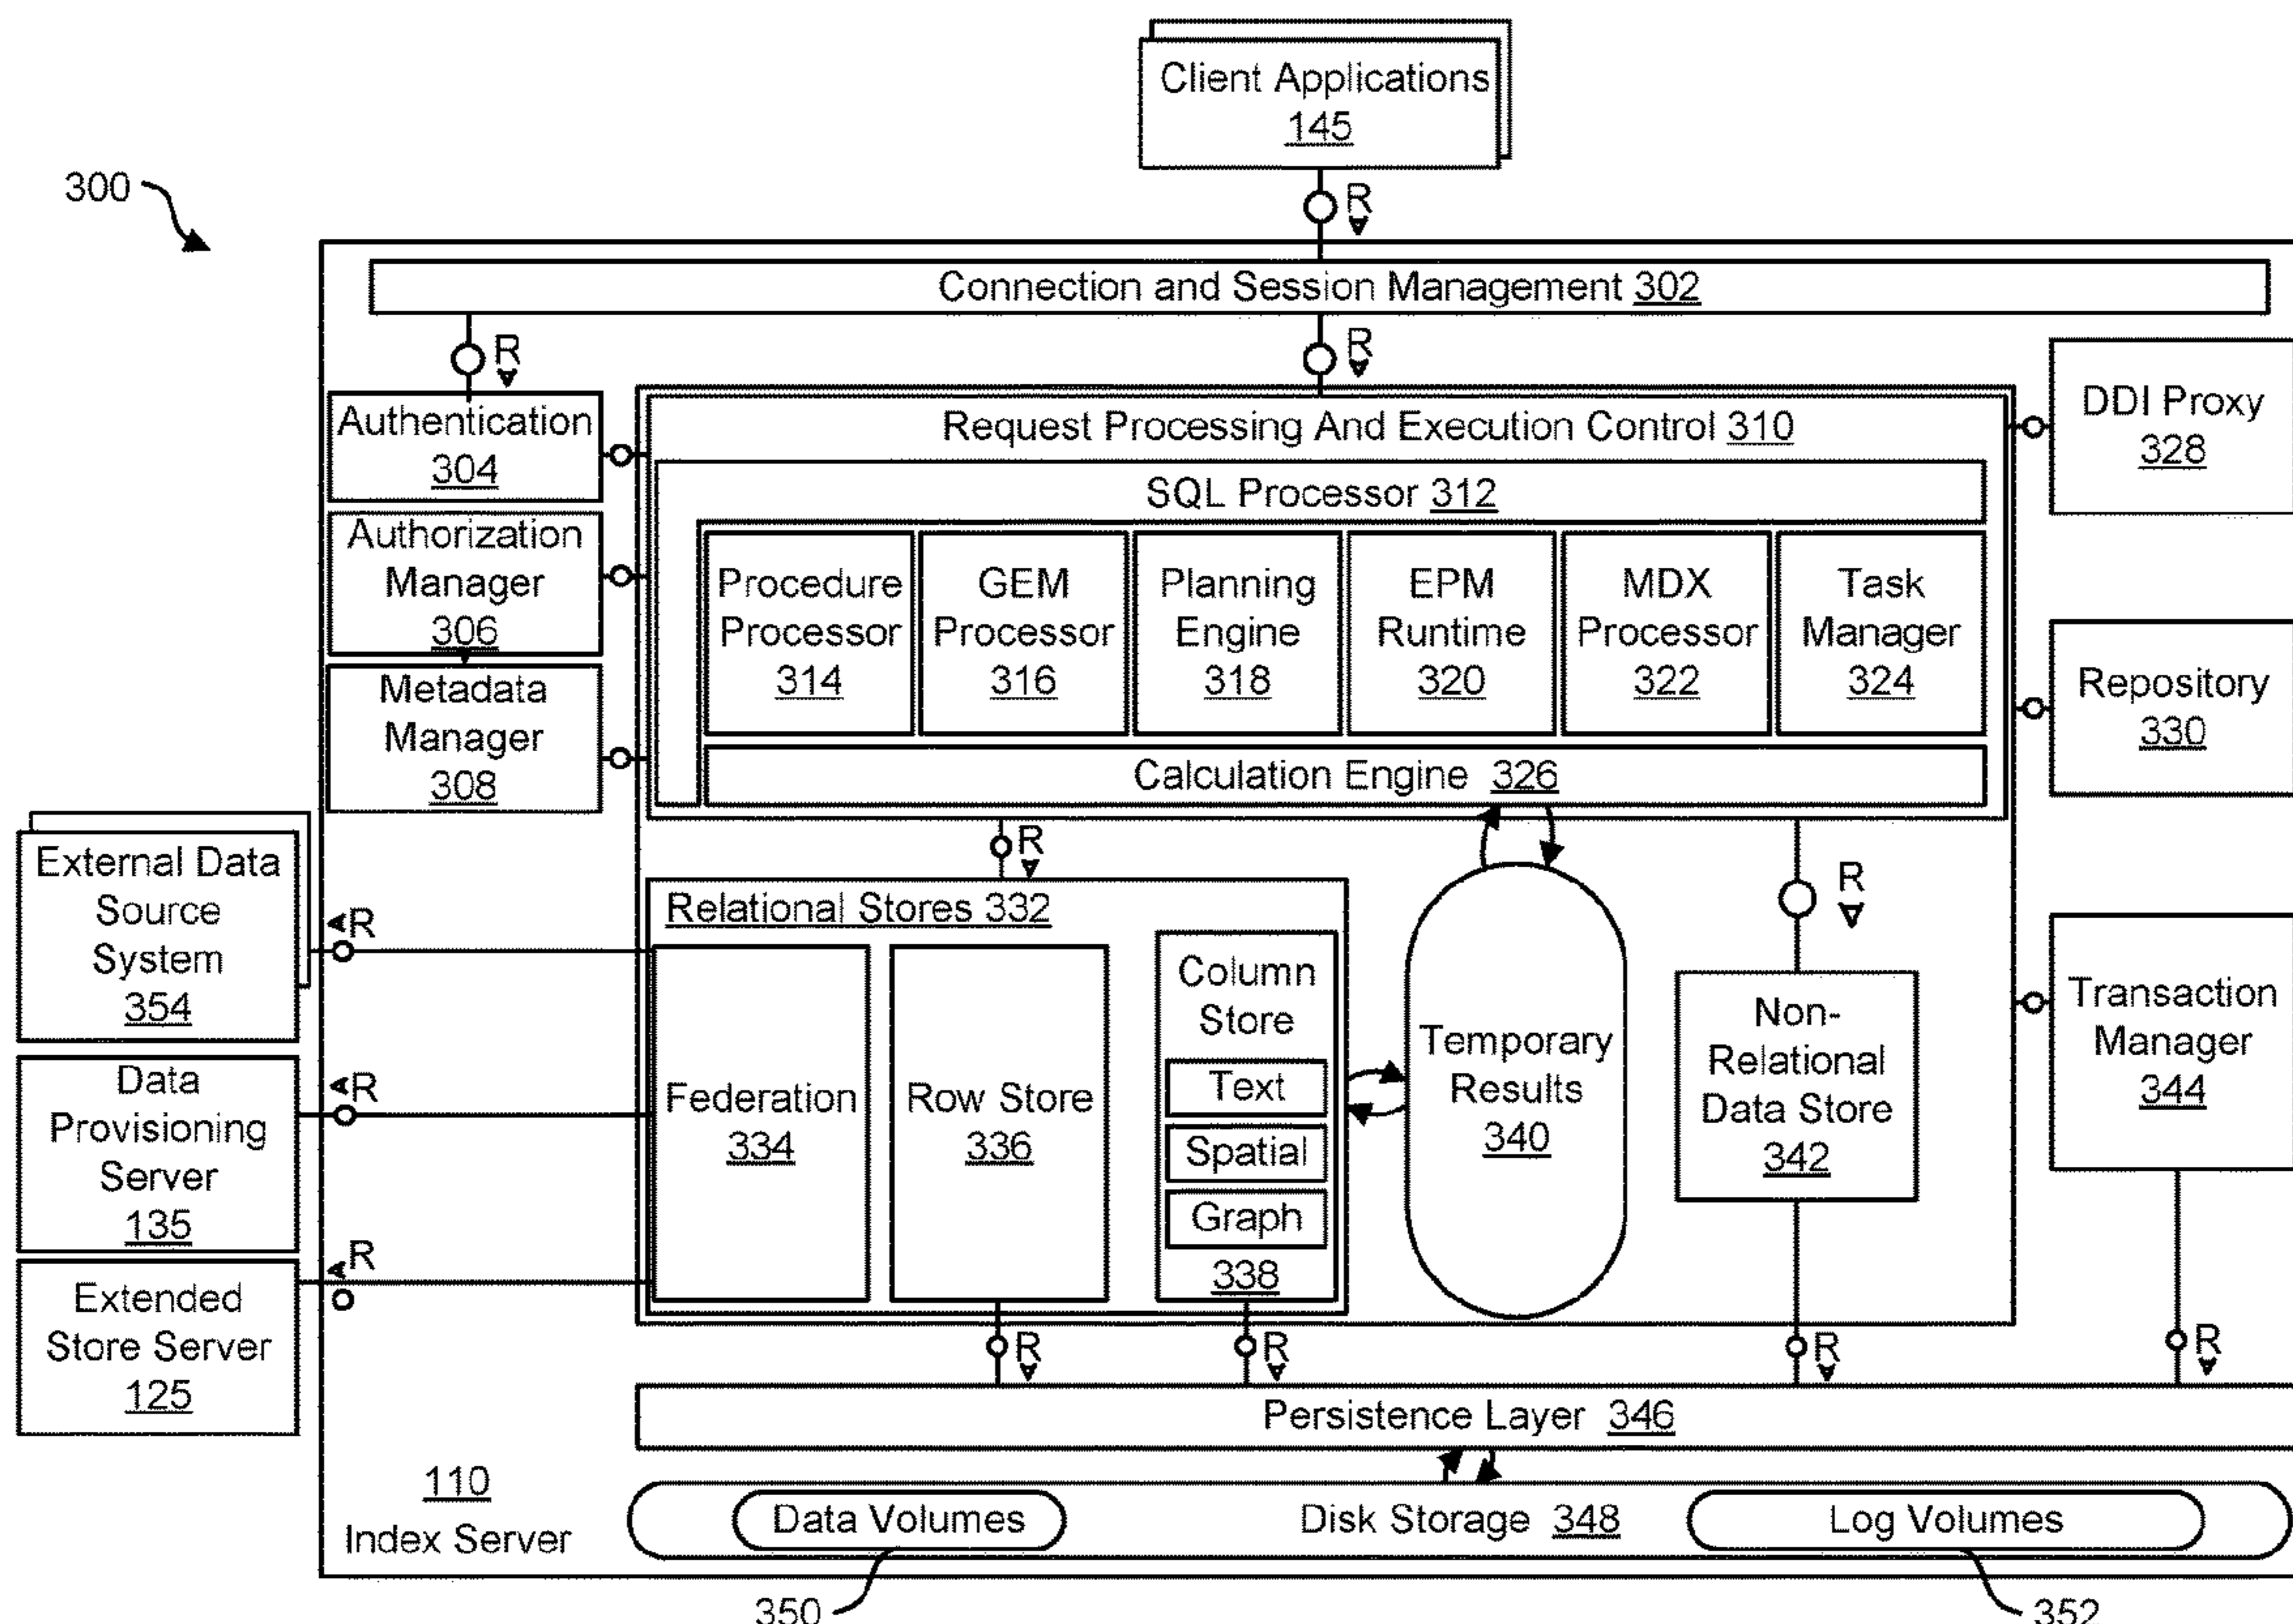 Client Applications
145
300
R
Connection and Session Management 302
R
R
Authentication
304
Authorization
Manager
306
Metadata
Manager
308
Request Processing And Execution Control 310
SQL Processor 312
Procedure
Processor
314
GEM
Processor
316
Planning
Engine
318
EPM
Runtime
320
MDX
Processor
322
Task
Manager
324
Calculation Engine 326
DDI Proxy
328
Repository
330
Transaction
Manager
344
External Data
Source
System
354
Data
Provisioning
Server
135
Extended
Store Server
125
R
R
R
R
R
Relational Stores 332
Federation
334
Row Store
336
Column
Store
Text
Spatial
Graph
338
Temporary
Results
340
Non-
Relational
Data Store
342
R
R
R
R
Persistence Layer 346
110
Index Server
Data Volumes
Disk Storage 348
Log Volumes
350
352